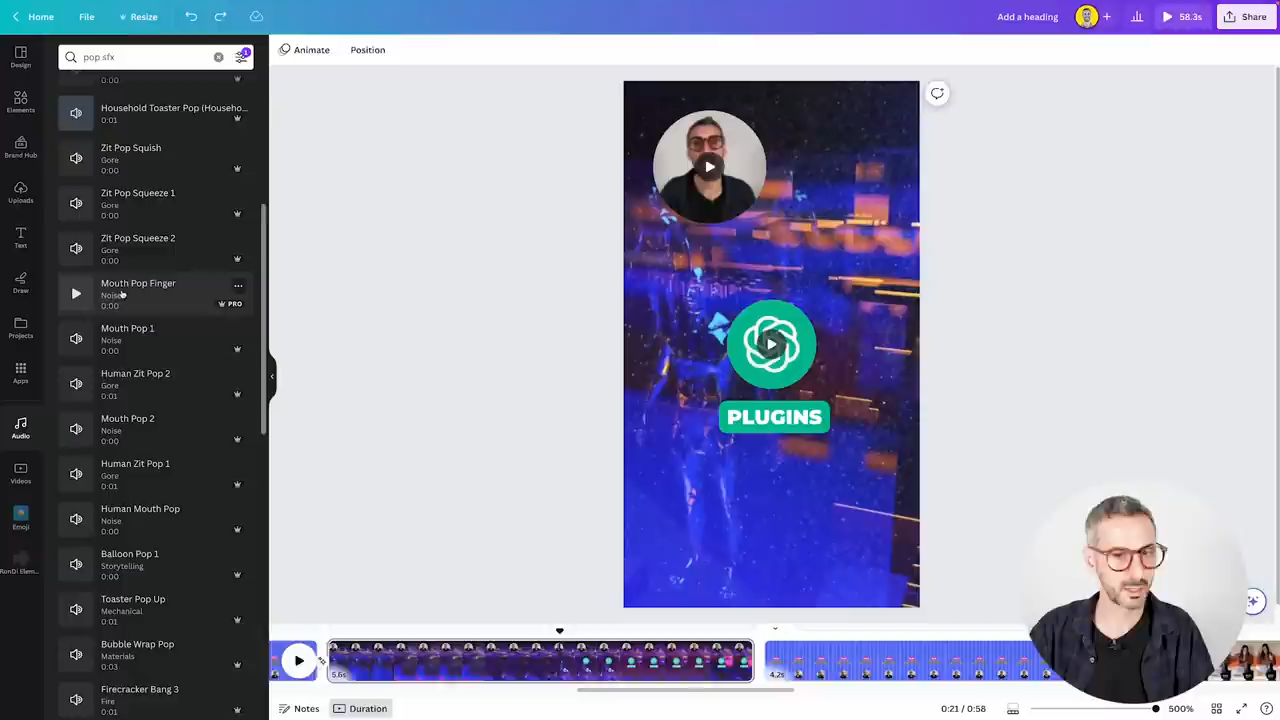 Home
File
Resize
Add a heading
58.3s
Share
Design
Elements
Brand Hub
Uploads
Text
Draw
Projects
Apps
Audio
Videos
Emoji
RonDi Elem...
pop sfx
1
0:00
Household Toaster Pop (Househo...
0:01
Zit Pop Squish
Gore
0:00
Zit Pop Squeeze 1
Gore
0:00
Zit Pop Squeeze 2
Gore
0:00
Mouth Pop Finger
Noise
0:00
PRO
Mouth Pop 1
Noise
0:00
Human Zit Pop 2
Gore
0:01
Mouth Pop 2
Noise
0:00
Human Zit Pop 1
Gore
0:01
Human Mouth Pop
Noise
0:00
Balloon Pop 1
Storytelling
0:00
Toaster Pop Up
Mechanical
0:01
Bubble Wrap Pop
Materials
0:03
Firecracker Bang 3
Fire
0:01
Animate
Position
PLUGINS
5.6s
4.2s
Notes
Duration
0:21 / 0:58
500%